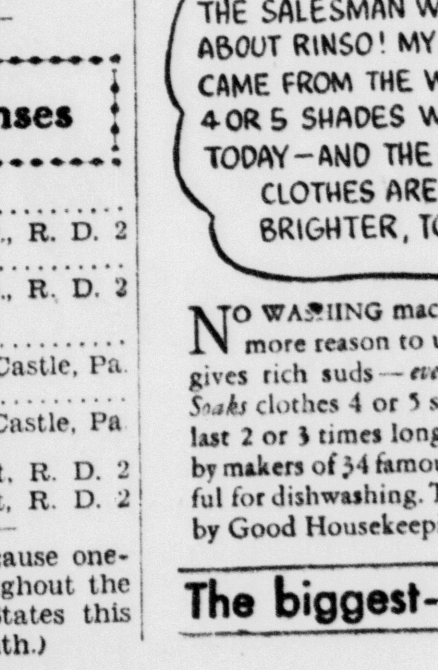 nses
., R. D. 2
., R. D. 2
Castle, Pa.
Castle, Pa
t, R. D. 2
t, R. D. 2
ause one-
ghout the
tates this
th.)
THE SALESMAN W
ABOUT RINSO! MY
CAME FROM THE W
4 OR 5 SHADES W
TODAY—AND THE
CLOTHES ARE
BRIGHTER, TO
NO WASHING mac
more reason to u
gives rich suds—eve
Soaks clothes 4 or 5 s
last 2 or 3 times long
by makers of 34 famou
ful for dishwashing. T
by Good Housekeepi
The biggest-